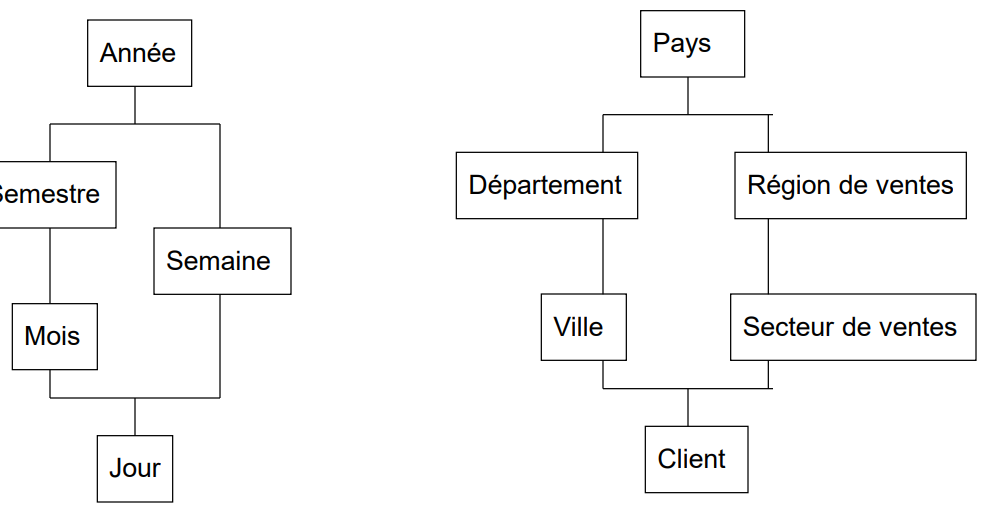 Année
Semestre
Semaine
Mois
Jour
Pays
Département
Région de ventes
Ville
Secteur de ventes
Client